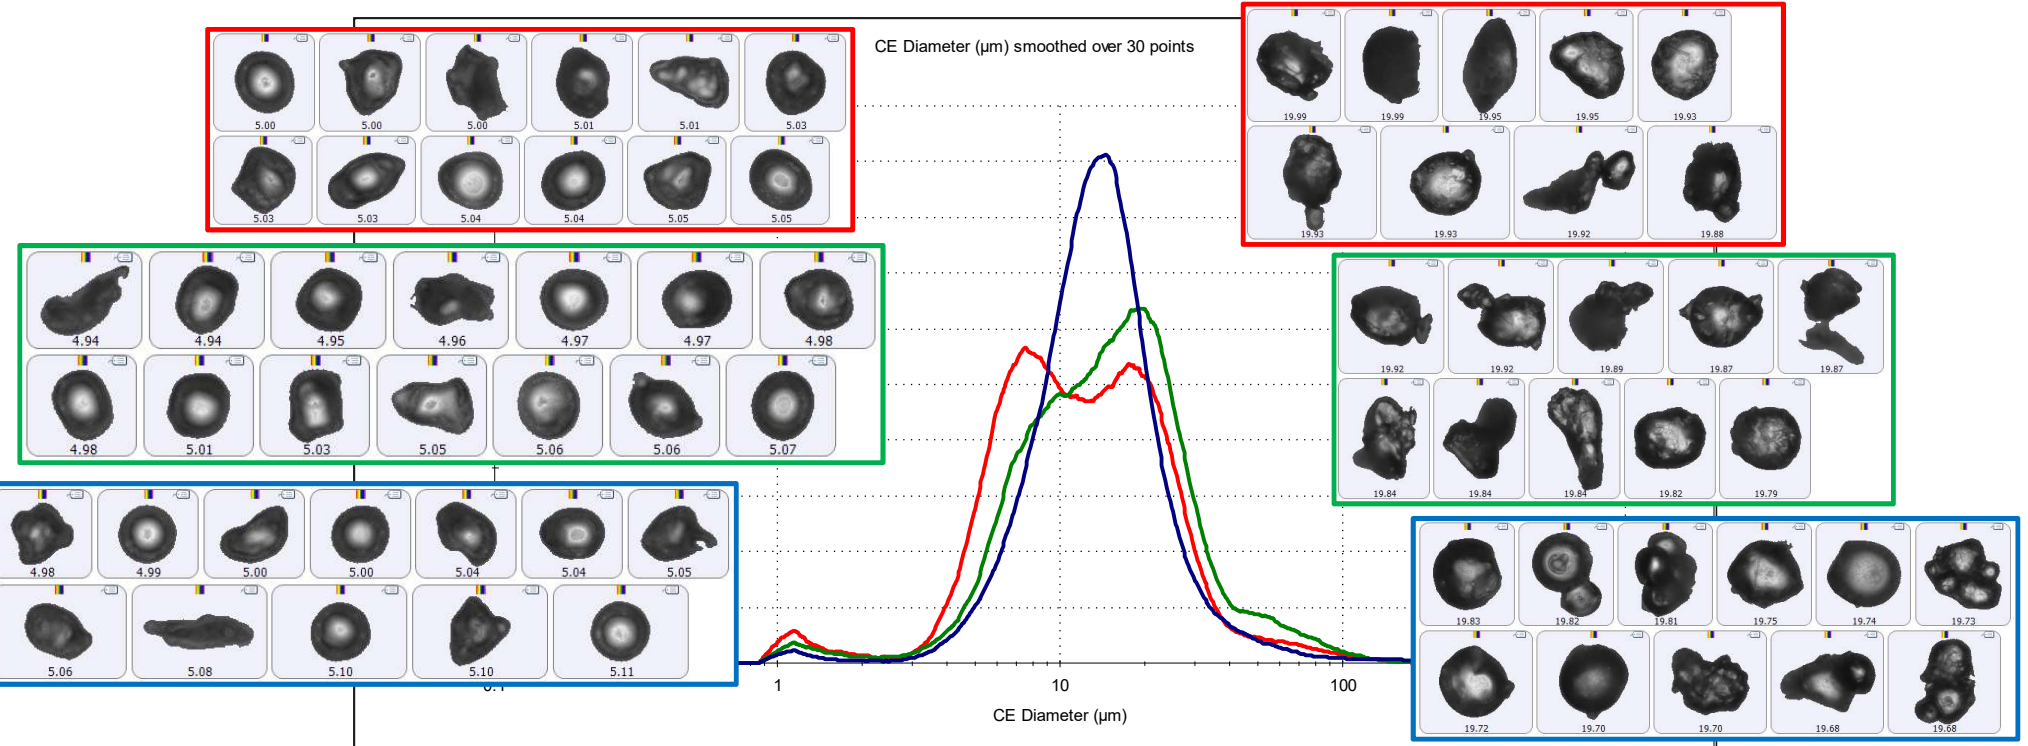 CE Diameter (µm) smoothed over 30 points
5.00 5.00 5.00 5.01 5.01 5.03
5.03 5.03 5.04 5.04 5.05 5.05
19.99 19.99 19.95 19.95 19.93
19.93 19.93 19.92 19.88
4.94 4.94 4.95 4.96 4.97 4.97 4.98
4.98 5.01 5.03 5.05 5.06 5.06 5.07
19.92 19.92 19.89 19.87 19.87
19.84 19.84 19.84 19.82 19.79
4.98 4.99 5.00 5.00 5.04 5.04 5.05
5.06 5.08 5.10 5.10 5.11
19.83 19.82 19.81 19.75 19.74 19.73
19.72 19.70 19.70 19.68 19.68
0.1 1 10 100
CE Diameter (µm)